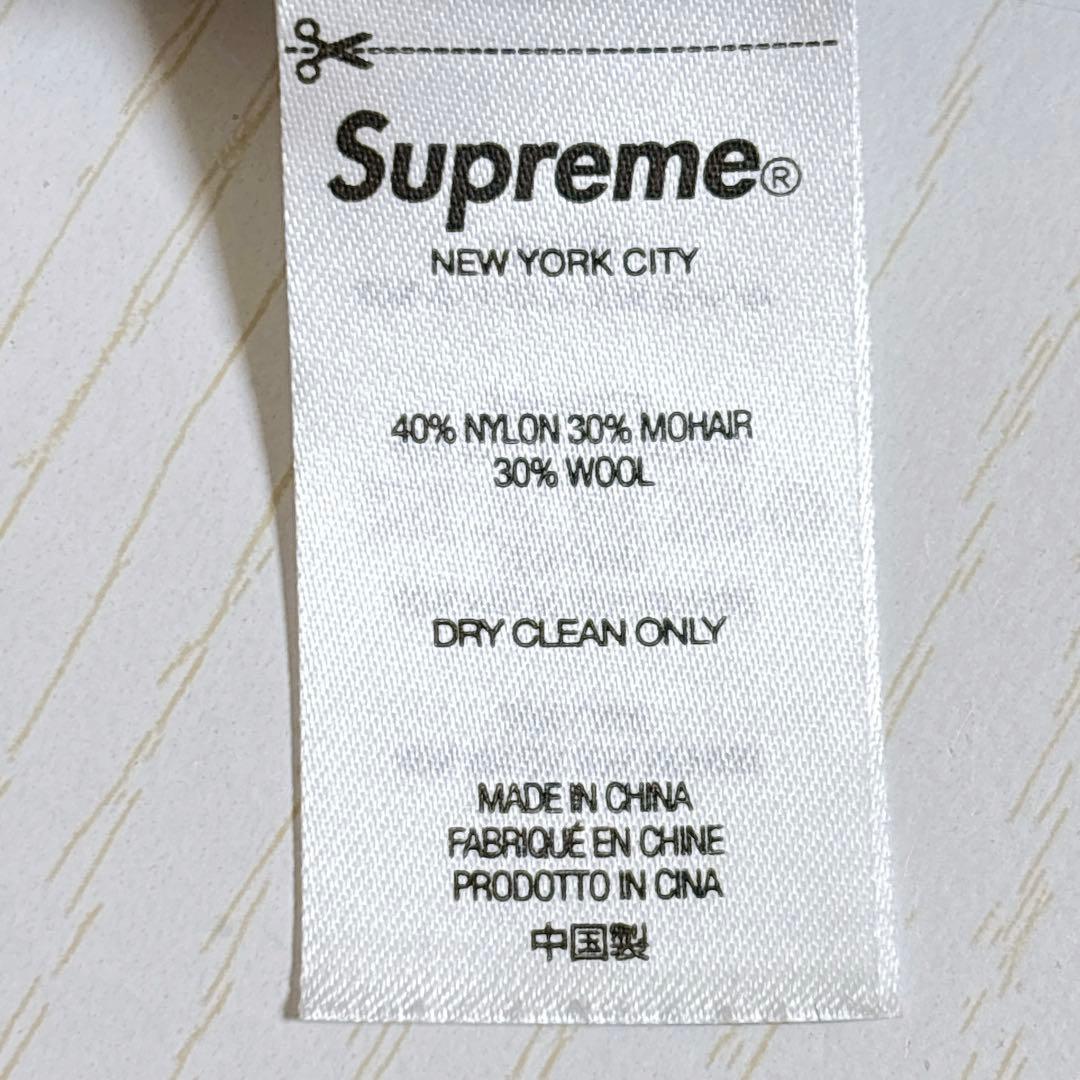 Supreme®
NEW YORK CITY
40% NYLON 30% MOHAIR
30% WOOL
DRY CLEAN ONLY
MADE IN CHINA
FABRIQUÉ EN CHINE
PRODOTTO IN CINA
中国製